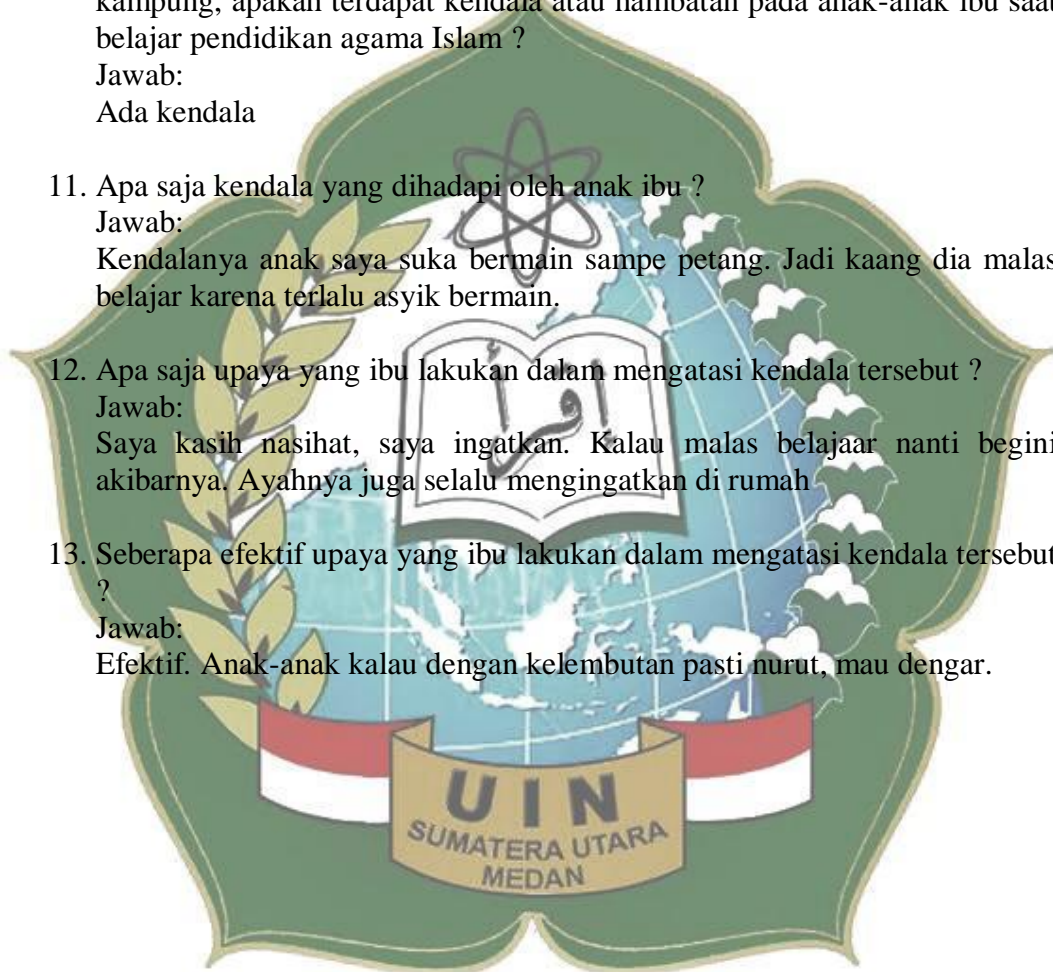 kampung, apakah terdapat kendala atau hambatan pada anak-anak ibu saat
belajar pendidikan agama Islam ?
Jawab:
Ada kendala
11. Apa saja kendala yang dihadapi oleh anak ibu ?
Jawab:
Kendalanya anak saya suka bermain sampe petang. Jadi kaang dia malas
belajar karena terlalu asyik bermain.
12. Apa saja upaya yang ibu lakukan dalam mengatasi kendala tersebut ?
Jawab:
Saya kasih nasihat, saya ingatkan. Kalau malas belajaar nanti begini
akibarnya. Ayahnya juga selalu mengingatkan di rumah
13. Seberapa efektif upaya yang ibu lakukan dalam mengatasi kendala tersebut
?
Jawab:
Efektif. Anak-anak kalau dengan kelembutan pasti nurut, mau dengar.
اقرأ
UIN
SUMATERA UTARA
MEDAN